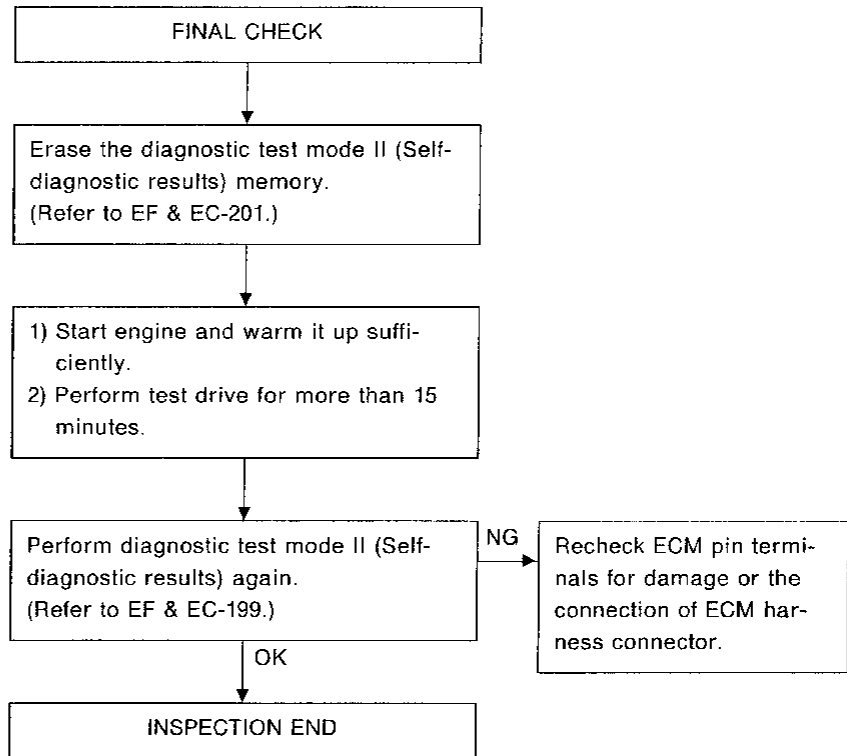 FINAL CHECK
Erase the diagnostic test mode II (Self-
diagnostic results) memory.
(Refer to EF & EC-201.)
1) Start engine and warm it up suffi-
ciently.
2) Perform test drive for more than 15
minutes.
Perform diagnostic test mode II (Self-
diagnostic results) again.
(Refer to EF & EC-199.)
NG
Recheck ECM pin termi-
nals for damage or the
connection of ECM har-
ness connector.
OK
INSPECTION END